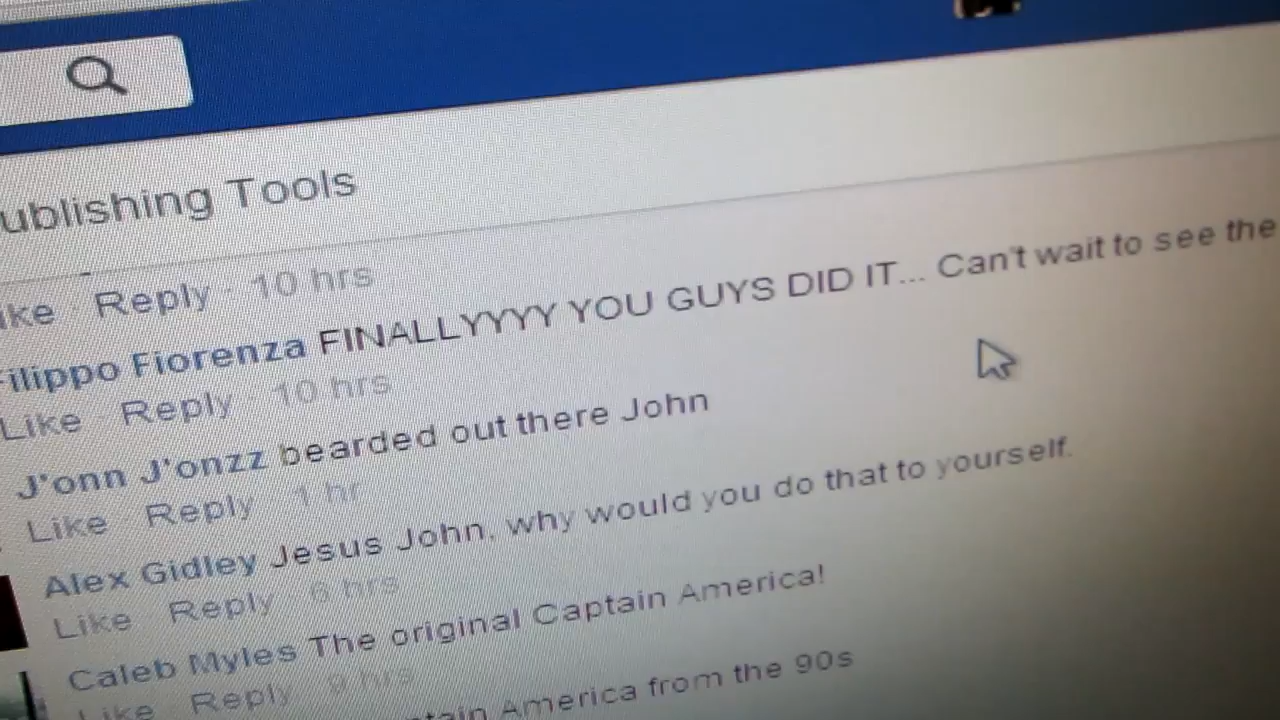 ublishing Tools
ke Reply 10 hrs
Filippo Fiorenza FINALLYYYY YOU GUYS DID IT... Can't wait to see the
Like · Reply · 10 hrs
J'onn J'onzz bearded out there John
Like · Reply · 1 hr
Alex Gidley Jesus John, why would you do that to yourself.
Like Reply 6 hrs
Caleb Myles The original Captain America!
Like Reply 9 hrs
tain America from the 90s